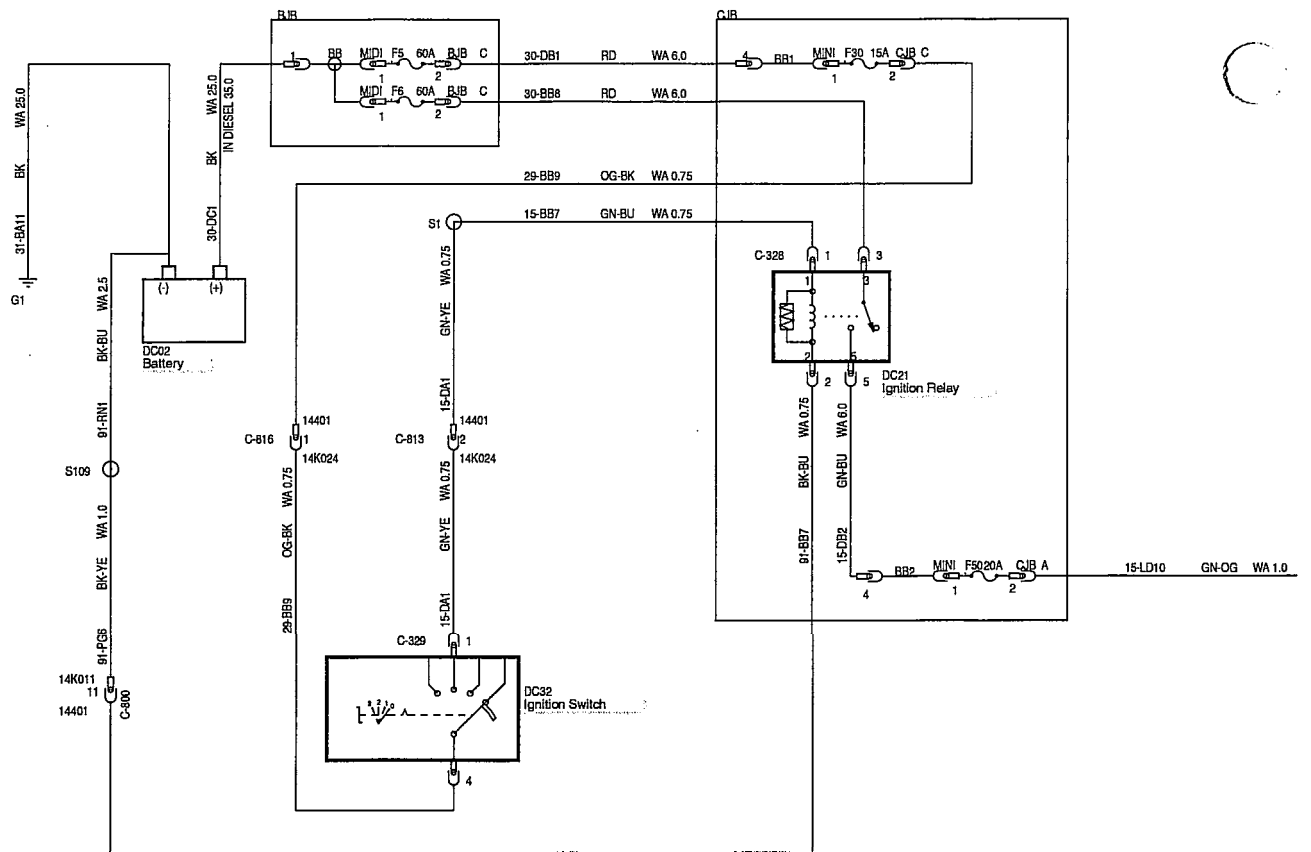 BJB
CJB
1
BB
MIDI F5 60A BJB C
1 2
30-DB1 RD WA 6.0
4
BB1
MINI F30 15A CJB C
1 2
MIDI F6 60A BJB C
1 2
30-BB8 RD WA 6.0
31-BA11 BK WA 25.0
30-DC1 BK WA 25.0
IN DIESEL 35.0
29-BB9 OG-BK WA 0.75
S1
15-BB7 GN-BU WA 0.75
C-328 1 3
1 3
2 5
2 5
DC21
Ignition Relay
G1
(-) (+)
DC02
Battery
91-RN1 BK-BU WA 2.5
15-DA1 GN-YE WA 0.75
14401
C-816 1
14K024
14401
C-813 2
14K024
S109
91-PG6 BK-YE WA 1.0
29-BB9 OG-BK WA 0.75
15-DA1 GN-YE WA 0.75
91-BB7 BK-BU WA 0.75
15-DB2 GN-BU WA 6.0
4
BB2
MINI F5020A CJB A
1 2
15-LD10 GN-OG WA 1.0
C-329 1
14K011
11
14401
C-800
3 2 1 0
DC32
Ignition Switch
4